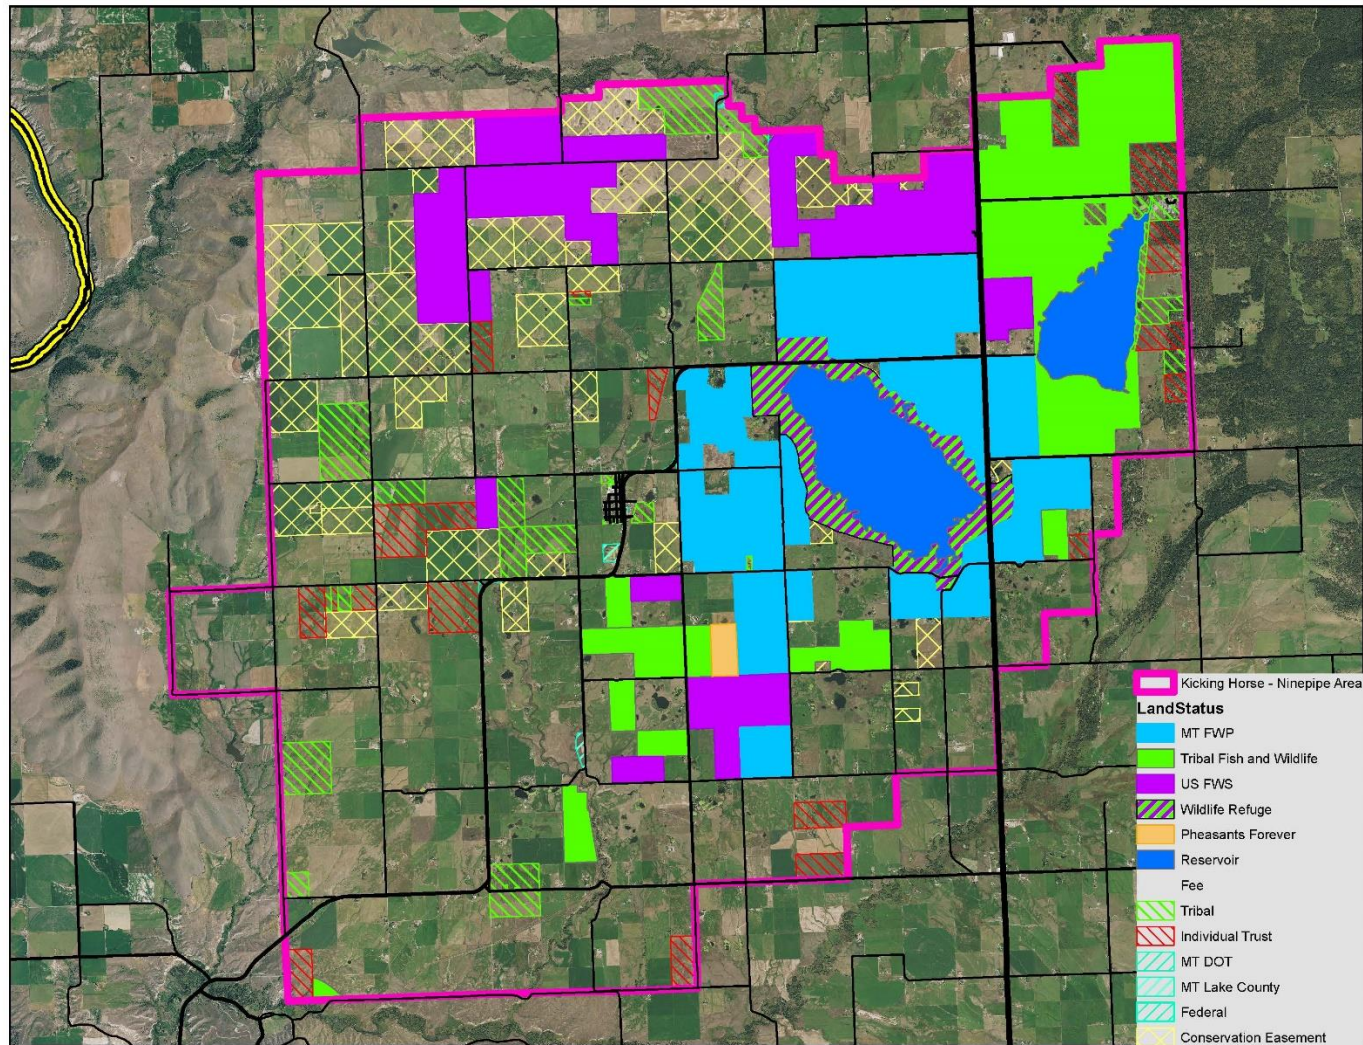 Kicking Horse - Ninepipe Area
LandStatus
MT FWP
Tribal Fish and Wildlife
US FWS
Wildlife Refuge
Pheasants Forever
Reservoir
Fee
Tribal
Individual Trust
MT DOT
MT Lake County
Federal
Conservation Easement